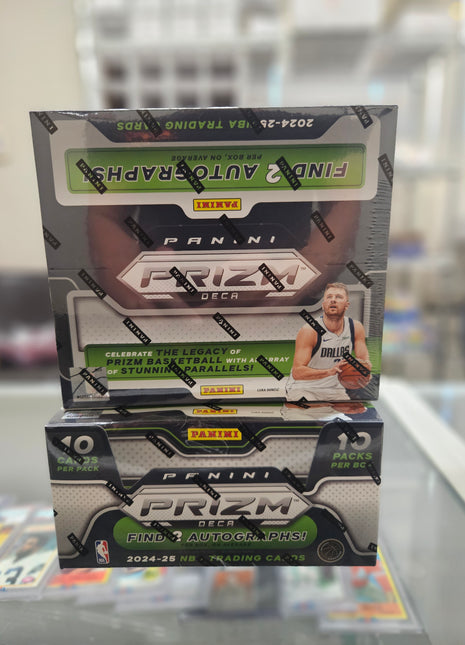 2024-25 NBA TRADING CARDS
PER BOX, ON AVERAGE
FIND 2 AUTOGRAPHS!
PANINI
PANINI
PRIZM
DECA
CELEBRATE THE LEGACY OF
PRIZM BASKETBALL WITH AN ARRAY
OF STUNNING PARALLELS!
PANINI
LUKA DONCIC
DALLAS
PANINI
10
CARDS
PER PACK
10
PACKS
PER BOX
PANINI
PRIZM
DECA
FIND 2 AUTOGRAPHS!
2024-25 NBA TRADING CARDS